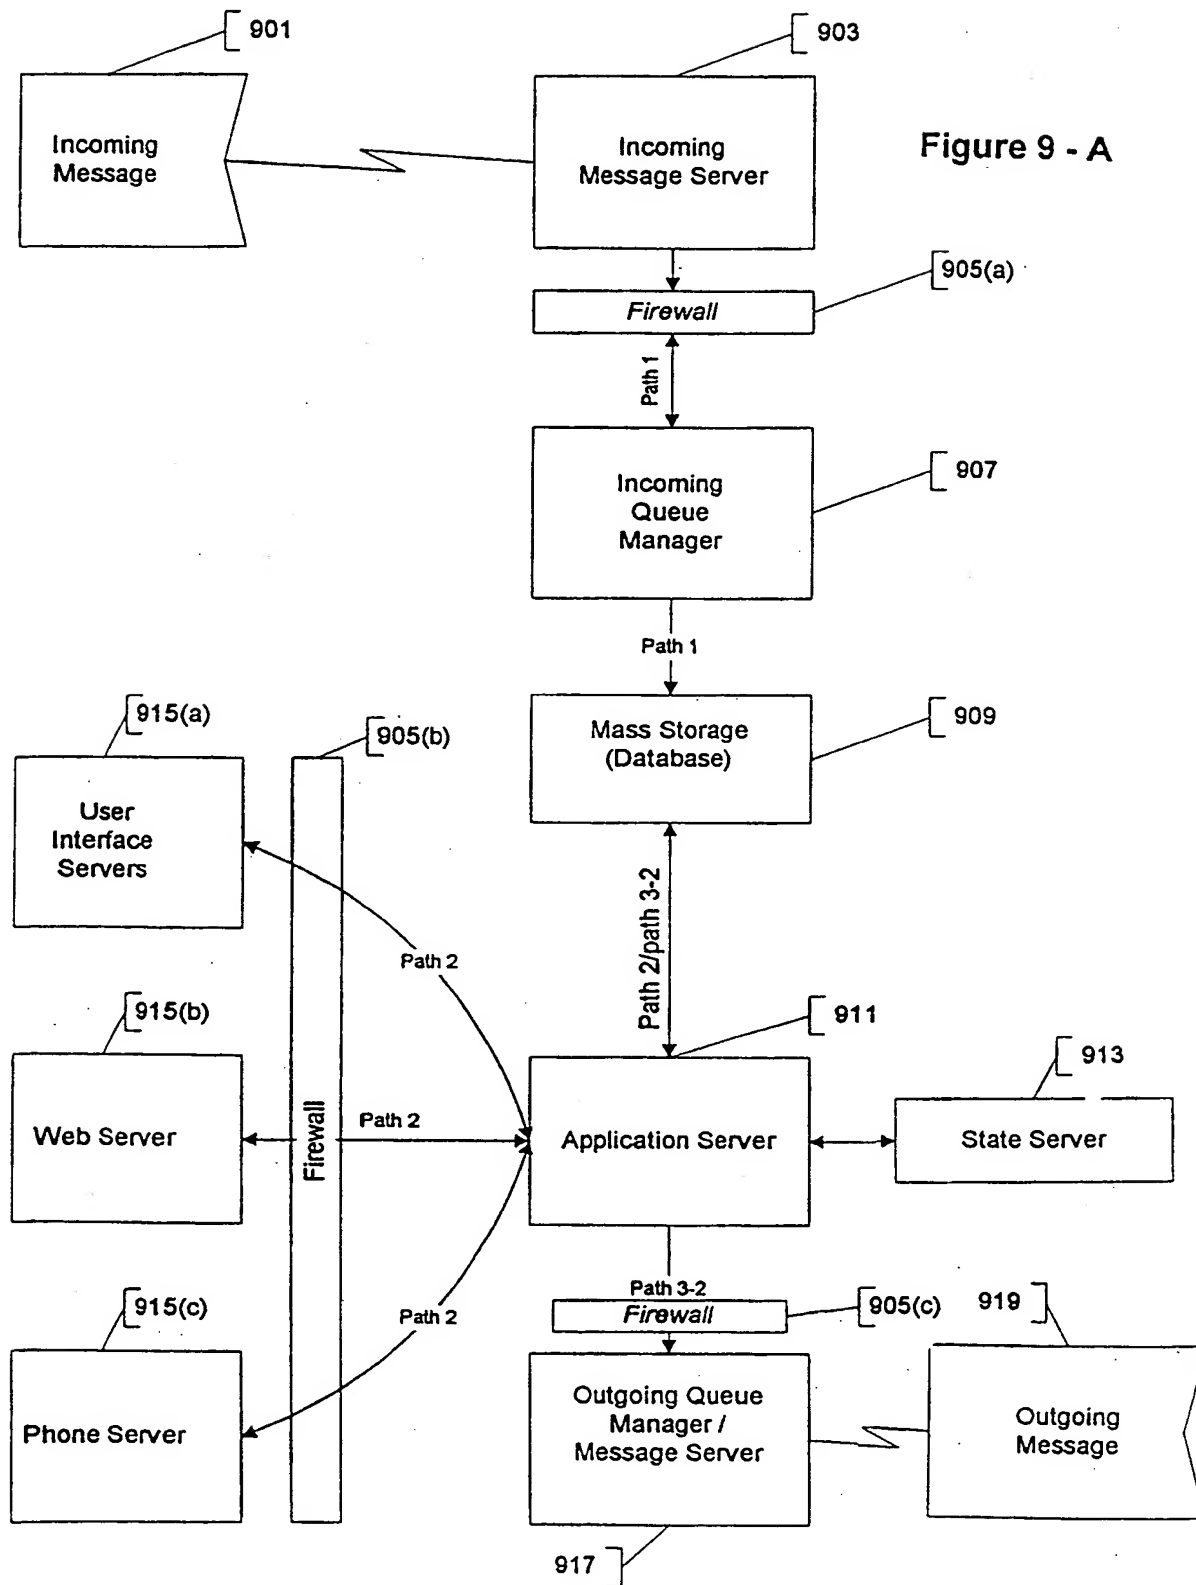 901
903
Incoming
Message
Incoming
Message Server
Figure 9 - A
905(a)
Firewall
Path 1
907
Incoming
Queue
Manager
Path 1
915(a)
905(b)
909
Mass Storage
(Database)
User
Interface
Servers
Path 2/path 3-2
Path 2
915(b)
911
913
Web Server
Firewall
Path 2
Application Server
State Server
915(c)
Path 2
Path 3-2
Firewall
905(c)
919
Phone Server
Outgoing Queue
Manager /
Message Server
Outgoing
Message
917